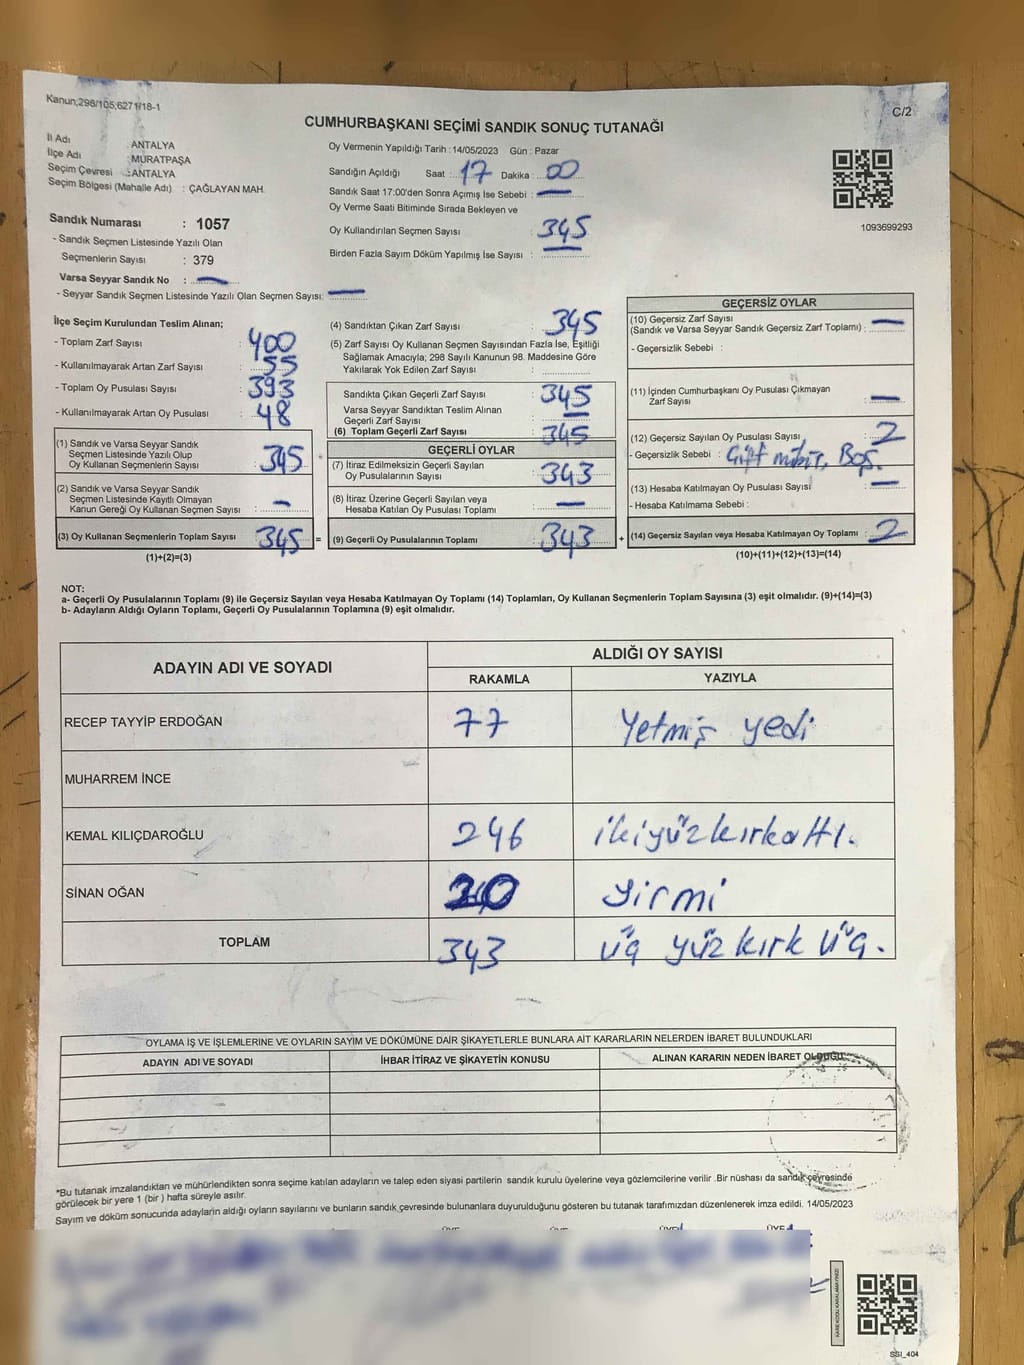 Kanun,298/105,6271/18-1
C/2
CUMHURBAŞKANI SEÇİMİ SANDIK SONUÇ TUTANAĞI
İl Adı : ANTALYA
İlçe Adı : MURATPAŞA
Seçim Çevresi : ANTALYA
Seçim Bölgesi (Mahalle Adı) : ÇAĞLAYAN MAH.
Sandık Numarası : 1057
- Sandık Seçmen Listesinde Yazılı Olan
Seçmenlerin Sayısı : 379
Varsa Seyyar Sandık No : —
- Seyyar Sandık Seçmen Listesinde Yazılı Olan Seçmen Sayısı: —
Oy Vermenin Yapıldığı Tarih : 14/05/2023 Gün : Pazar
Sandığın Açıldığı Saat : 17 Dakika : 00
Sandık Saat 17:00'den Sonra Açımış İse Sebebi : —
Oy Verme Saati Bitiminde Sırada Bekleyen ve
Oy Kullandırılan Seçmen Sayısı : 345
Birden Fazla Sayım Döküm Yapılmış İse Sayısı : —
1093699293
İlçe Seçim Kurulundan Teslim Alınan;
- Toplam Zarf Sayısı : 400
- Kullanılmayarak Artan Zarf Sayısı : 55
- Toplam Oy Pusulası Sayısı : 393
- Kullanılmayarak Artan Oy Pusulası : 48
(1) Sandık ve Varsa Seyyar Sandık
Seçmen Listesinde Yazılı Olup
Oy Kullanan Seçmenlerin Sayısı : 345
(2) Sandık ve Varsa Seyyar Sandık
Seçmen Listesinde Kayıtlı Olmayan
Kanun Gereği Oy Kullanan Seçmen Sayısı : —
(3) Oy Kullanan Seçmenlerin Toplam Sayısı : 345 =
(1)+(2)=(3)
(4) Sandıktan Çıkan Zarf Sayısı : 345
(5) Zarf Sayısı Oy Kullanan Seçmen Sayısından Fazla İse, Eşitliği
Sağlamak Amacıyla; 298 Sayılı Kanunun 98. Maddesine Göre
Yakılarak Yok Edilen Zarf Sayısı :
Sandıkta Çıkan Geçerli Zarf Sayısı : 345
Varsa Seyyar Sandıktan Teslim Alınan
Geçerli Zarf Sayısı : —
(6) Toplam Geçerli Zarf Sayısı : 345
GEÇERLİ OYLAR
(7) İtiraz Edilmeksizin Geçerli Sayılan
Oy Pusulasının Sayısı : 343
(8) İtiraz Üzerine Geçerli Sayılan veya
Hesaba Katılan Oy Pusulası Toplamı : —
(9) Geçerli Oy Pusulalarının Toplamı : 343 +
GEÇERSİZ OYLAR
(10) Geçersiz Zarf Sayısı
(Sandık ve Varsa Seyyar Sandık Geçersiz Zarf Toplamı) : —
- Geçersizlik Sebebi :
(11) İçinden Cumhurbaşkanı Oy Pusulası Çıkmayan
Zarf Sayısı : —
(12) Geçersiz Sayılan Oy Pusulası Sayısı : 2
- Geçersizlik Sebebi : Çift mühür, Boş.
(13) Hesaba Katılmayan Oy Pusulası Sayısı : —
- Hesaba Katılmama Sebebi :
(14) Geçersiz Sayılan veya Hesaba Katılmayan Oy Toplamı : 2
(10)+(11)+(12)+(13)=(14)
NOT:
a- Geçerli Oy Pusulalarının Toplamı (9) ile Geçersiz Sayılan veya Hesaba Katılmayan Oy Toplamı (14) Toplamları, Oy Kullanan Seçmenlerin Toplam Sayısına (3) eşit olmalıdır. (9)+(14)=(3)
b- Adayların Aldığı Oyların Toplamı, Geçerli Oy Pusulalarının Toplamına (9) eşit olmalıdır.
ADAYIN ADI VE SOYADI ALDIĞI OY SAYISI
RAKAMLA YAZIYLA
RECEP TAYYİP ERDOĞAN 77 Yetmiş yedi
MUHARREM İNCE
KEMAL KILIÇDAROĞLU 246 ikiyüzkırkaltı.
SİNAN OĞAN 20 yirmi
TOPLAM 343 üç yüz kırk üç.
OYLAMA İŞ VE İŞLEMLERİNE VE OYLARIN SAYIM VE DÖKÜMÜNE DAİR ŞİKAYETLERLE BUNLARA AİT KARARLARIN NELERDEN İBARET BULUNDUKLARI
ADAYIN ADI VE SOYADI İHBAR İTİRAZ VE ŞİKAYETİN KONUSU ALINAN KARARIN NEDEN İBARET OLDUĞU
*Bu tutanak imzalandıktan ve mühürlendikten sonra seçime katılan adayların ve talep eden siyasi partilerin sandık kurulu üyelerine veya gözlemcilerine verilir .Bir nüshası da sandık çevresinde
görülecek bir yere 1 (bir ) hafta süreyle asılır.
Sayım ve döküm sonucunda adayların aldığı oyların sayılarını ve bunların sandık çevresinde bulunanlara duyurulduğunu gösteren bu tutanak tarafımızdan düzenlenerek imza edildi. 14/05/2023
SSI_404